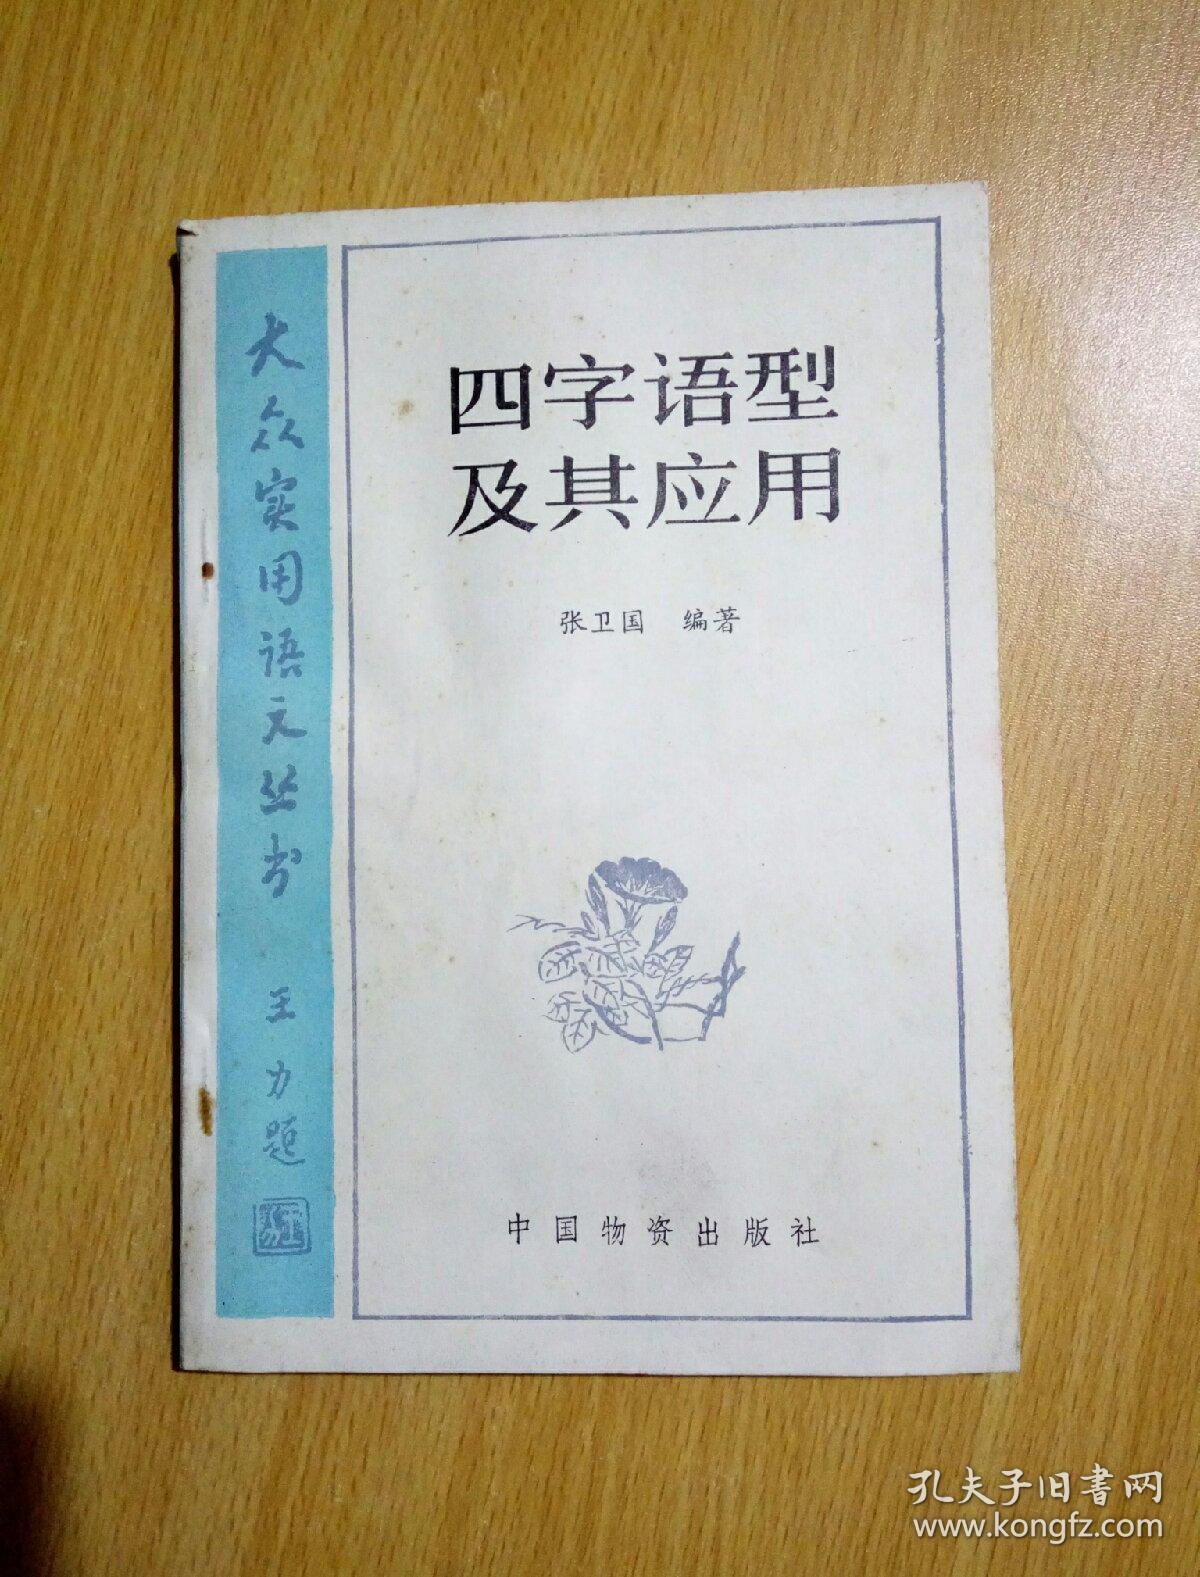 大众实用语文丛书 王力题
四字语型
及其应用
张卫国 编著
中国物资出版社
孔夫子旧书网
www.kongfz.com